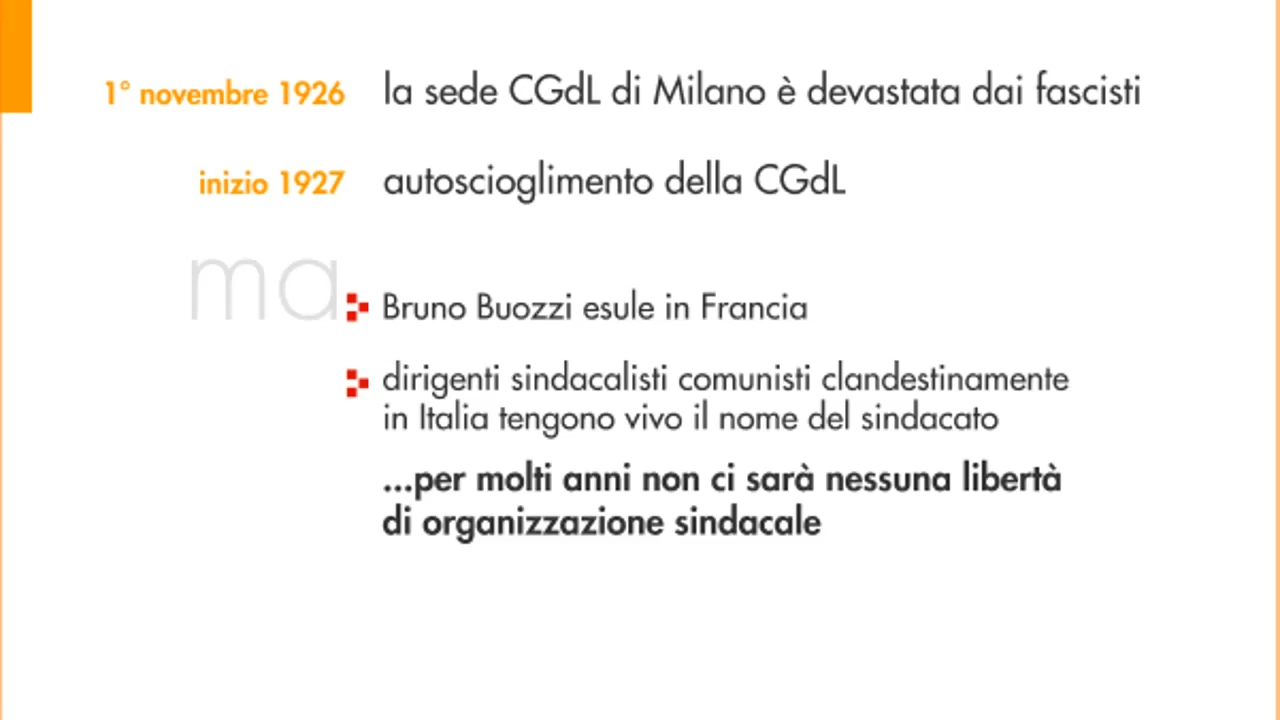 1° novembre 1926 la sede CGdL di Milano è devastata dai fascisti
inizio 1927 autoscioglimento della CGdL
ma
Bruno Buozzi esule in Francia
dirigenti sindacalisti comunisti clandestinamente
in Italia tengono vivo il nome del sindacato
...per molti anni non ci sarà nessuna libertà
di organizzazione sindacale